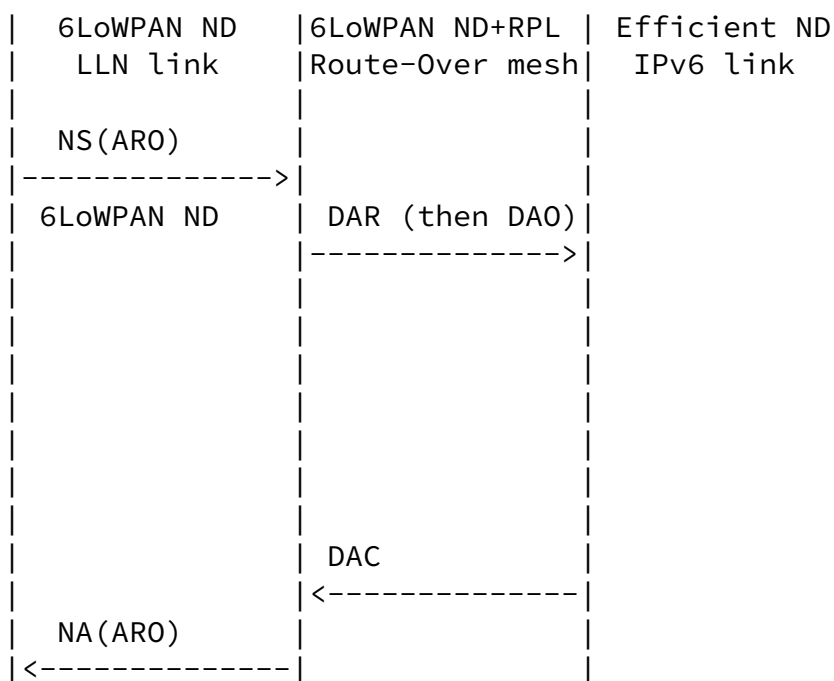 |   6LoWPAN ND   |6LoWPAN ND+RPL | Efficient ND
|    LLN link    |Route-Over mesh|  IPv6 link
|                |               |
|   NS(ARO)      |               |
|-------------->|               |
| 6LoWPAN ND     | DAR (then DAO)|
|                |-------------->|
|                |               |
|                |               |
|                |               |
|                |               |
|                |               |
|                |               |
|                |               |
|                | DAC           |
|                |<--------------|
|   NA(ARO)      |               |
|<--------------|               |